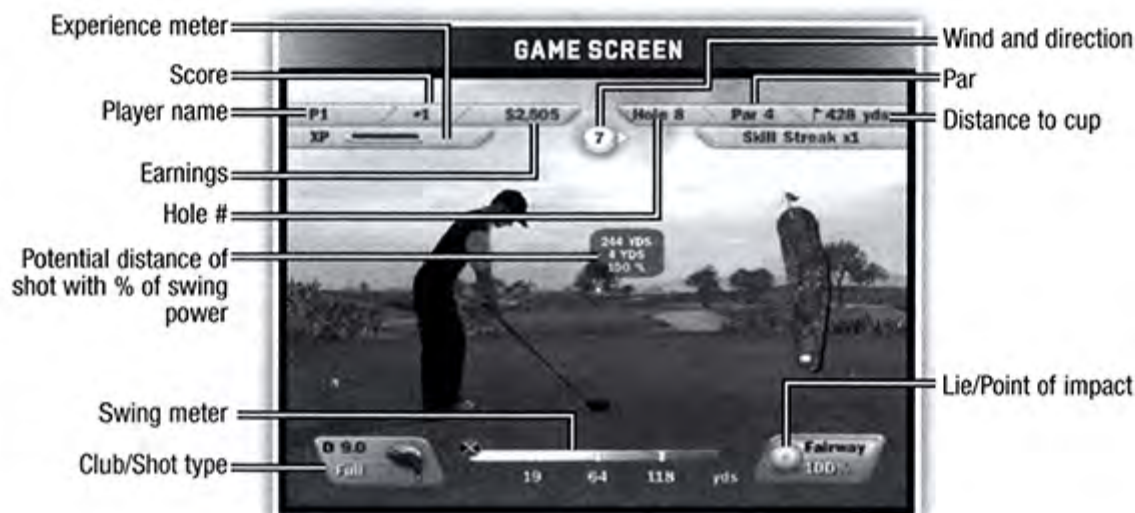 GAME SCREEN
Experience meter
Score
Player name
Earnings
Hole #
Potential distance of
shot with % of swing
power
Swing meter
Club/Shot type
Wind and direction
Par
Distance to cup
Lie/Point of impact
P1 +1 $2,505
XP
7
Hole 8 Par 4 428 yds
Skill Streak x1
244 YDS
4 YDS
100 %
D 9.0
Full
19 64 118 yds
Fairway
100%